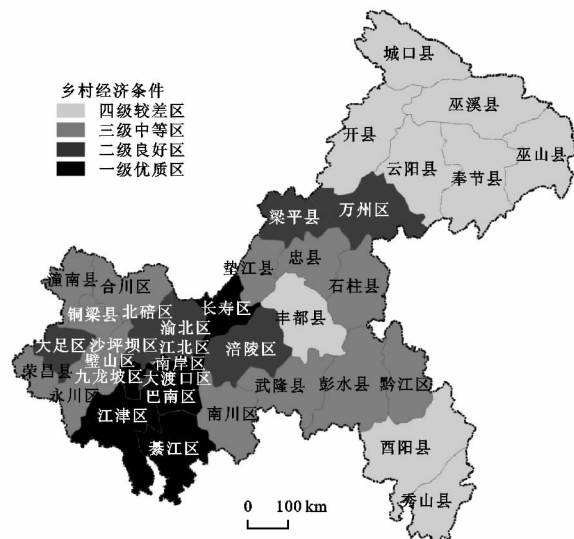 城口县
乡村经济条件
四级较差区
巫溪县
三级中等区
开县
二级良好区
巫山县
一级优质区
云阳县
奉节县
万州区
梁平县
忠县
垫江县
潼南县
合川区
石柱县
长寿区
铜梁县
北碚区
丰都县
渝北区
大足区
沙坪坝区
江北区
涪陵区
璧山区
南岸区
荣昌县
九龙坡区
大渡口区
武隆县
彭水县
黔江区
永川区
巴南区
江津区
南川区
綦江区
酉阳县
秀山县
0 100 km